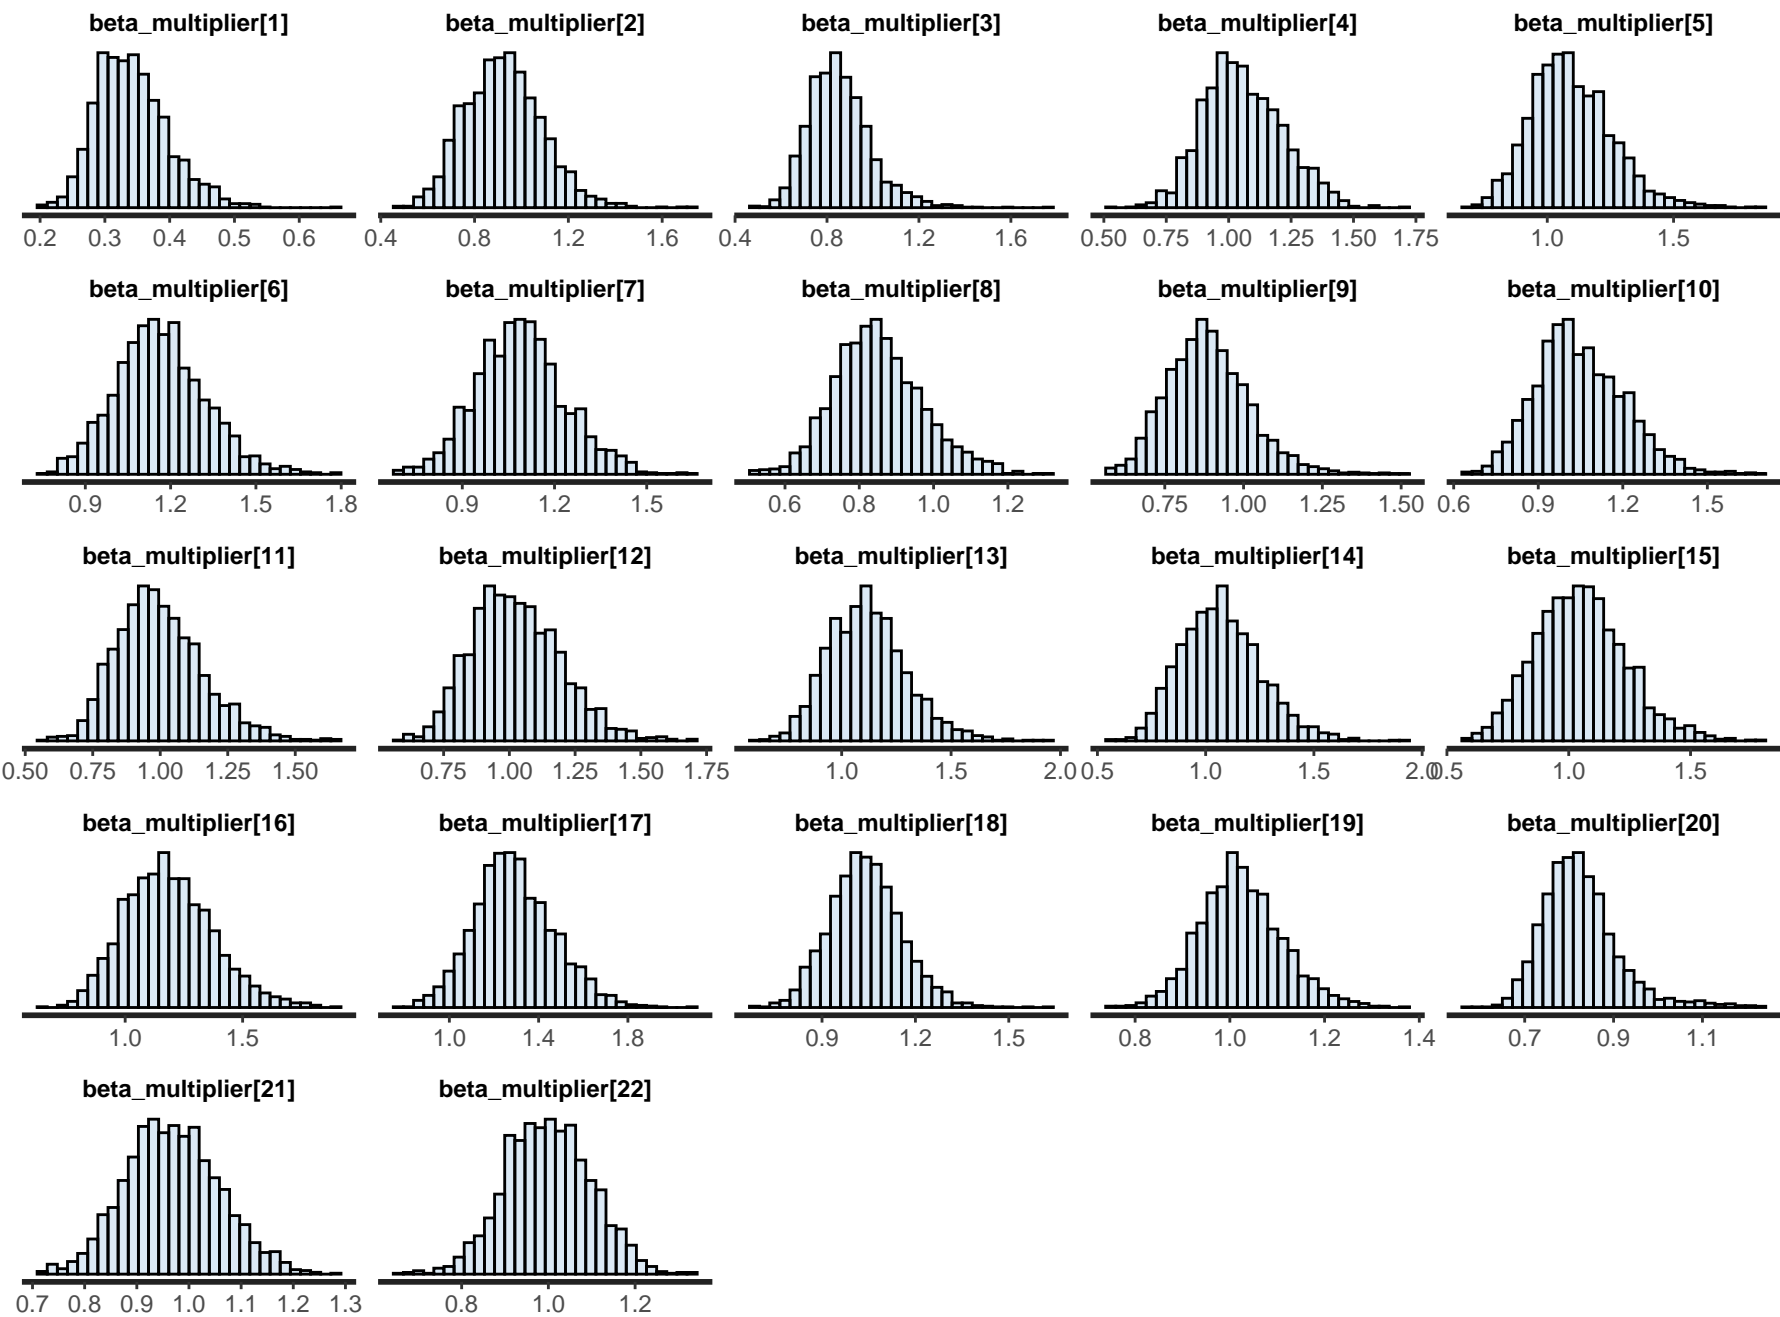 beta_multiplier[1] beta_multiplier[2] beta_multiplier[3] beta_multiplier[4] beta_multiplier[5]
0.2 0.3 0.4 0.5 0.6 0.4 0.8 1.2 1.6 0.4 0.8 1.2 1.6 0.50 0.75 1.00 1.25 1.50 1.75 1.0 1.5
beta_multiplier[6] beta_multiplier[7] beta_multiplier[8] beta_multiplier[9] beta_multiplier[10]
0.9 1.2 1.5 1.8 0.9 1.2 1.5 0.6 0.8 1.0 1.2 0.75 1.00 1.25 1.50 0.6 0.9 1.2 1.5
beta_multiplier[11] beta_multiplier[12] beta_multiplier[13] beta_multiplier[14] beta_multiplier[15]
0.50 0.75 1.00 1.25 1.50 0.75 1.00 1.25 1.50 1.75 1.0 1.5 2.0 0.5 1.0 1.5 2.0 0.5 1.0 1.5
beta_multiplier[16] beta_multiplier[17] beta_multiplier[18] beta_multiplier[19] beta_multiplier[20]
1.0 1.5 1.0 1.4 1.8 0.9 1.2 1.5 0.8 1.0 1.2 1.4 0.7 0.9 1.1
beta_multiplier[21] beta_multiplier[22]
0.7 0.8 0.9 1.0 1.1 1.2 1.3 0.8 1.0 1.2